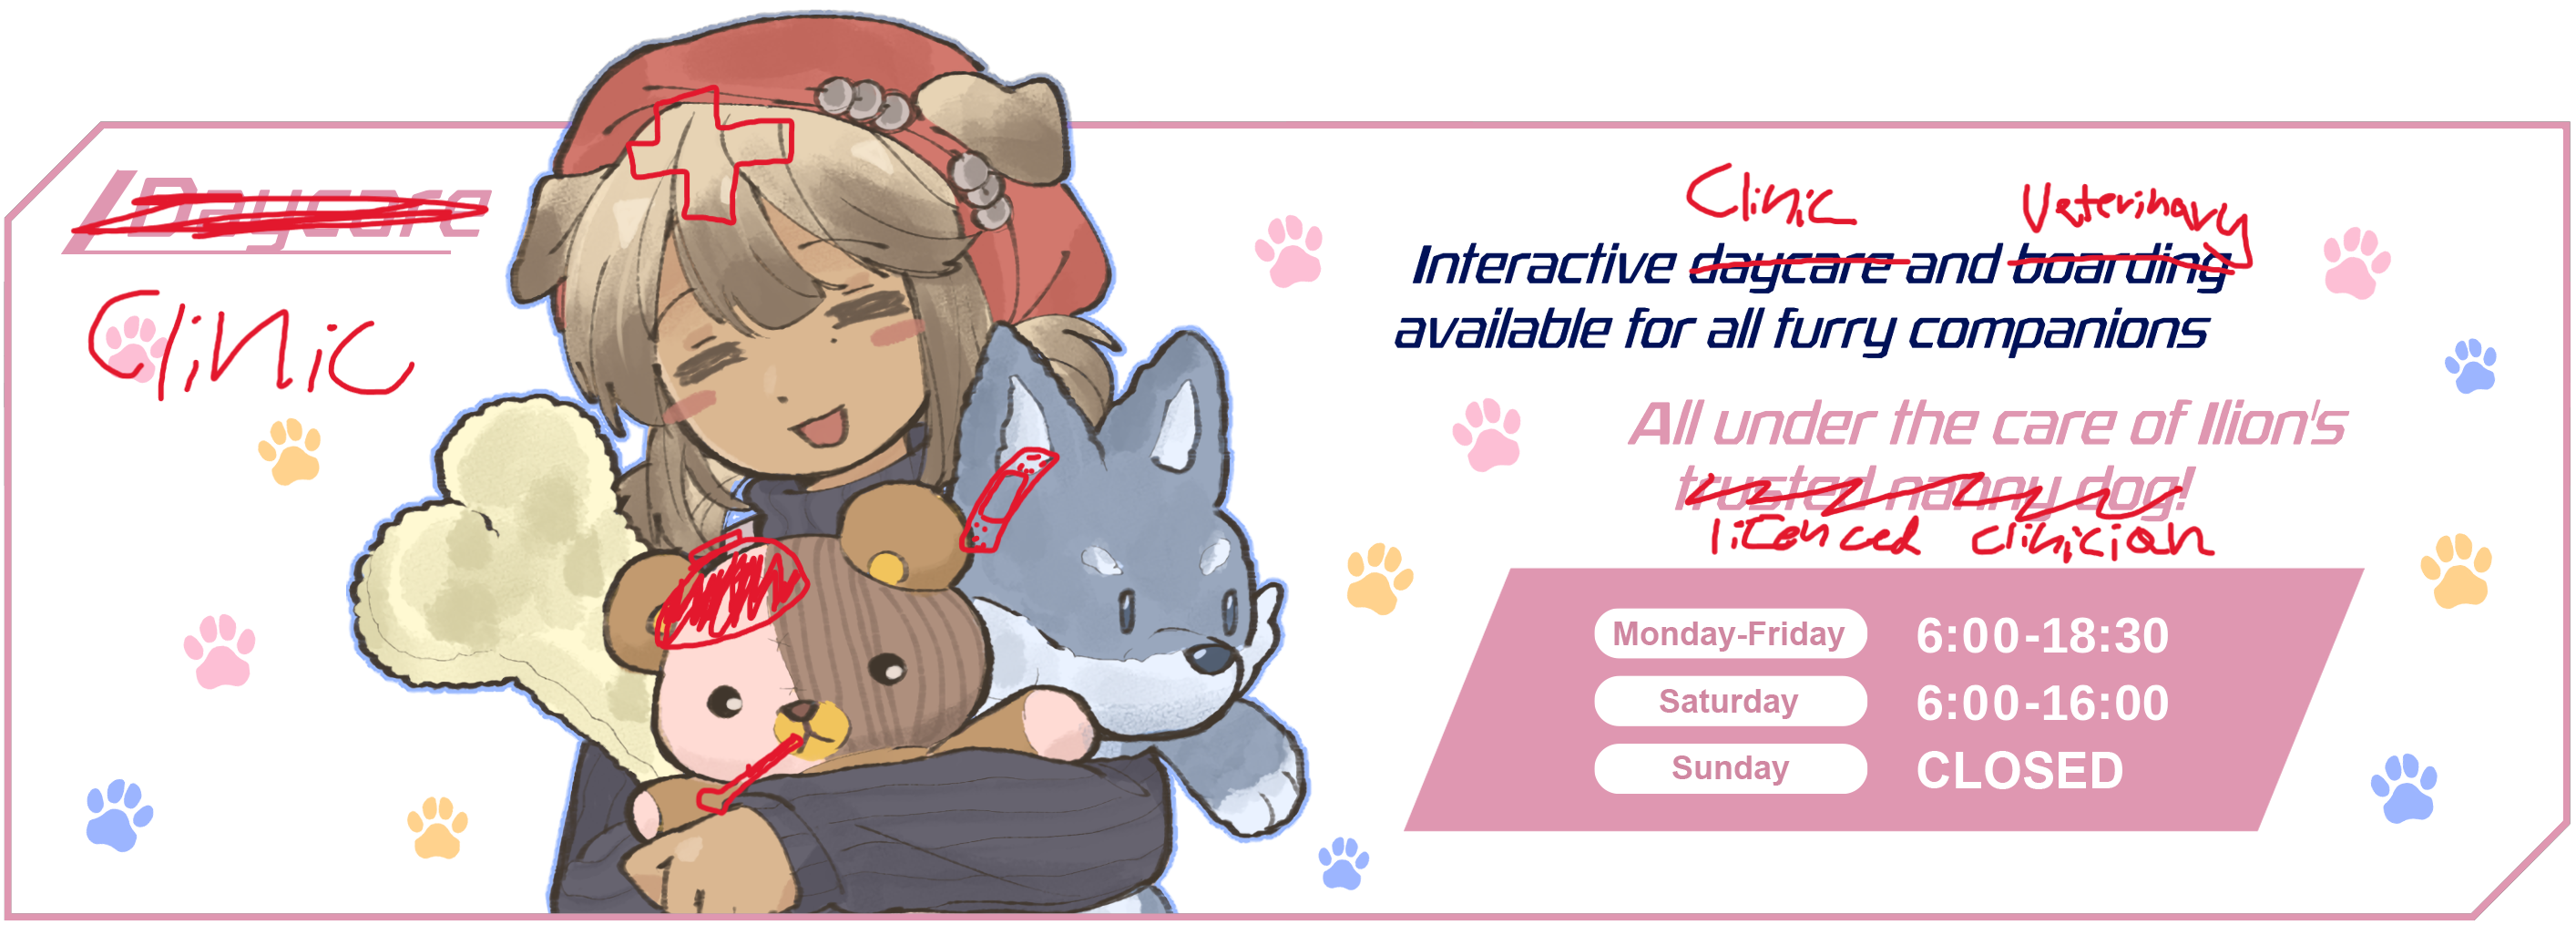 Daycare
Clinic
Clinic Veterinary
Interactive daycare and boarding
available for all furry companions
All under the care of Ilion's
trusted nanny dog!
licenced clinician
Monday-Friday 6:00-18:30
Saturday 6:00-16:00
Sunday CLOSED